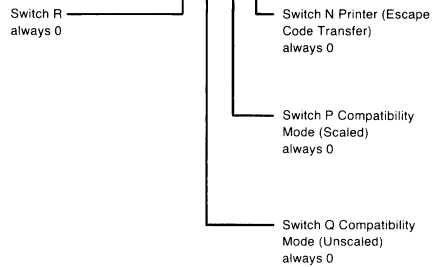 Switch R
always 0
Switch N Printer (Escape
Code Transfer)
always 0
Switch P Compatibility
Mode (Scaled)
always 0
Switch Q Compatibility
Mode (Unscaled)
always 0